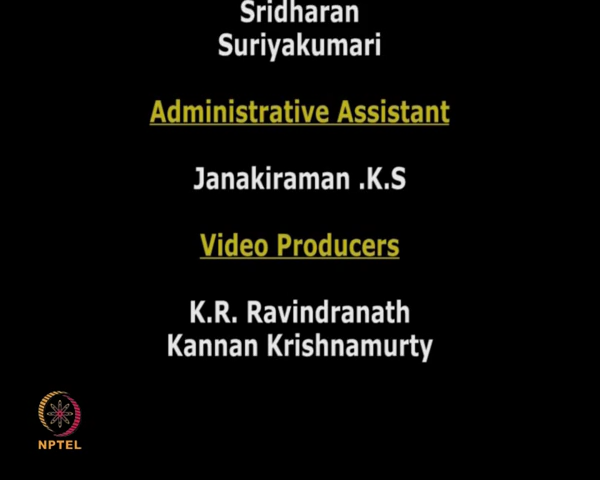 Sridharan
Suriyakumari
Administrative Assistant
Janakiraman .K.S
Video Producers
K.R. Ravindranath
Kannan Krishnamurty
NPTEL